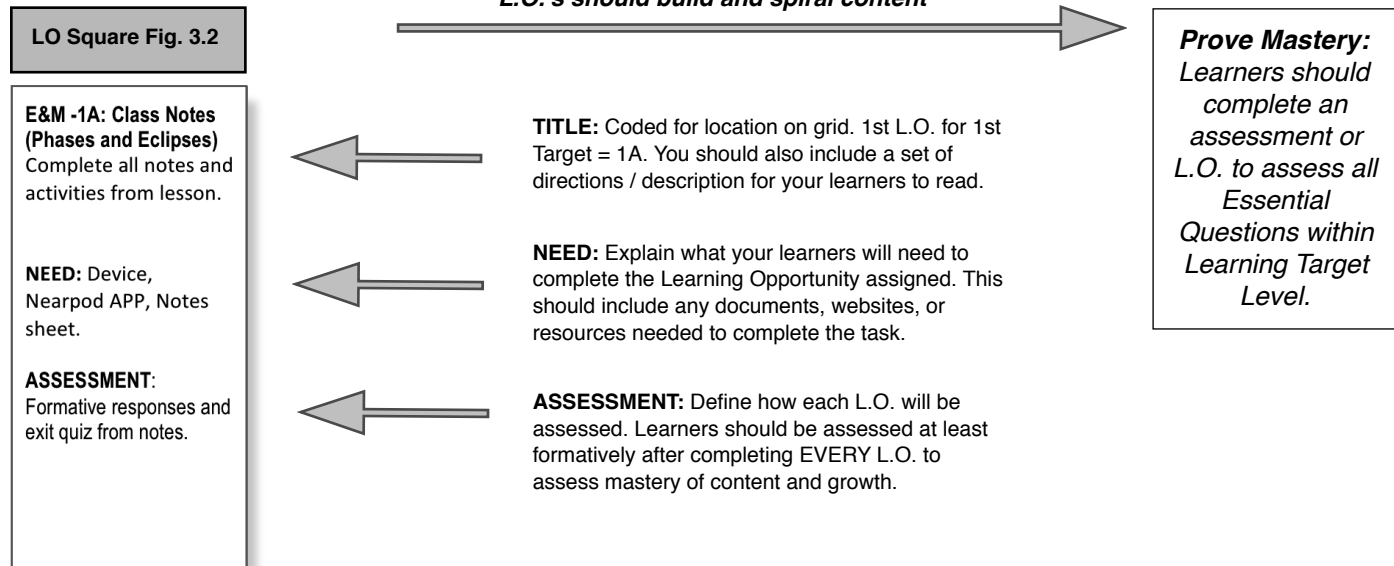 L.O.'s should build and spiral content
LO Square Fig. 3.2
E&M -1A: Class Notes
(Phases and Eclipses)
Complete all notes and
activities from lesson.
NEED: Device,
Nearpod APP, Notes
sheet.
ASSESSMENT:
Formative responses and
exit quiz from notes.
TITLE: Coded for location on grid. 1st L.O. for 1st
Target = 1A. You should also include a set of
directions / description for your learners to read.
NEED: Explain what your learners will need to
complete the Learning Opportunity assigned. This
should include any documents, websites, or
resources needed to complete the task.
ASSESSMENT: Define how each L.O. will be
assessed. Learners should be assessed at least
formatively after completing EVERY L.O. to
assess mastery of content and growth.
Prove Mastery:
Learners should
complete an
assessment or
L.O. to assess all
Essential
Questions within
Learning Target
Level.